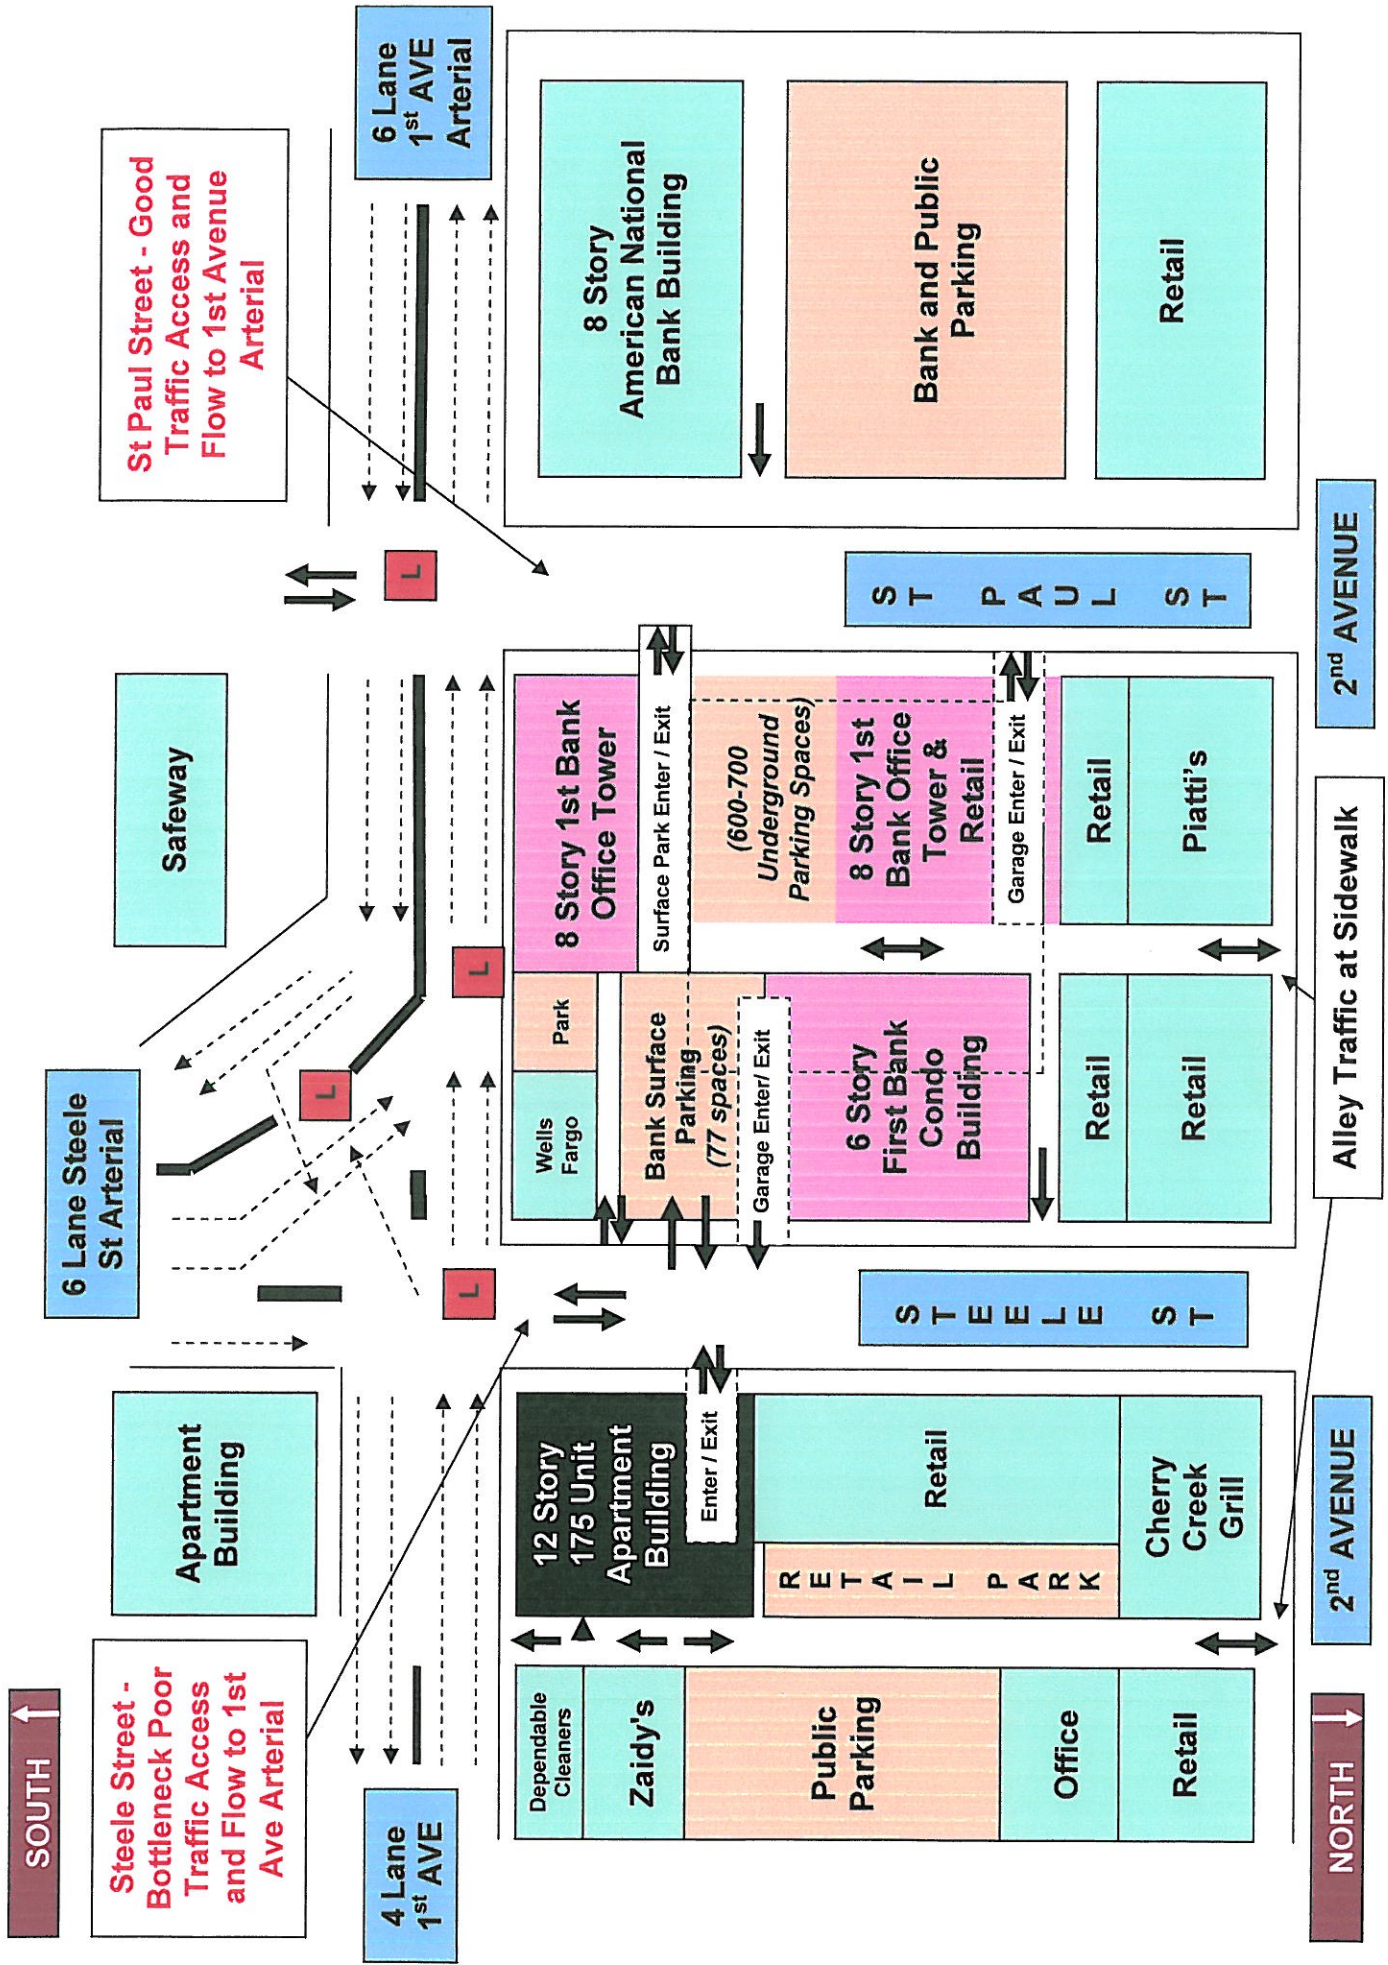 SOUTH
Steele Street -
Bottleneck Poor
Traffic Access
and Flow to 1st
Ave Arterial
4 Lane
1st AVE
Apartment
Building
6 Lane Steele
St Arterial
Safeway
St Paul Street - Good
Traffic Access and
Flow to 1st Avenue
Arterial
6 Lane
1st AVE
Arterial
L
L
L
L
Dependable
Cleaners
Zaidy's
Public
Parking
Office
Retail
12 Story
175 Unit
Apartment
Building
Enter / Exit
RETAIL PARK
Retail
Cherry
Creek
Grill
STEELE ST
Wells
Fargo
Park
Bank Surface
Parking
(77 spaces)
Garage Enter/ Exit
6 Story
First Bank
Condo
Building
Retail
Retail
8 Story 1st Bank
Office Tower
Surface Park Enter / Exit
(600-700
Underground
Parking Spaces)
8 Story 1st
Bank Office
Tower &
Retail
Garage Enter / Exit
Retail
Piatti's
ST PAUL ST
8 Story
American National
Bank Building
Bank and Public
Parking
Retail
NORTH
2nd AVENUE
Alley Traffic at Sidewalk
2nd AVENUE